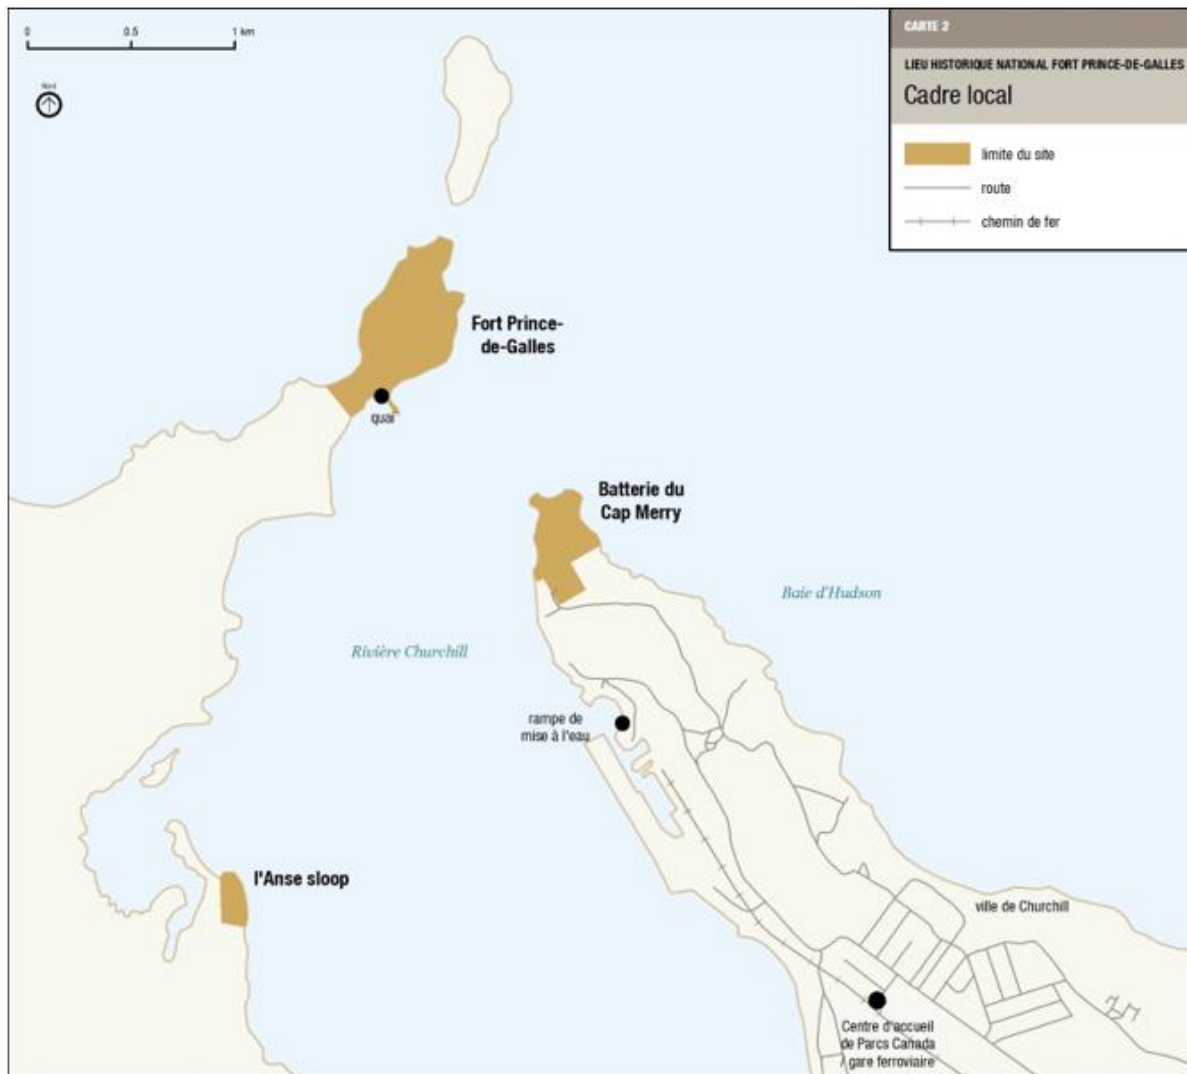 0 0.5 1 km
Nord
CARTE 2
LIEU HISTORIQUE NATIONAL FORT PRINCE-DE-GALLES
Cadre local
limite du site
route
chemin de fer
Fort Prince-
de-Galles
quai
Batterie du
Cap Merry
Baie d'Hudson
Rivière Churchill
rampe de
mise à l'eau
l'Anse sloop
ville de Churchill
Centre d'accueil
de Parcs Canada
/ gare ferroviaire